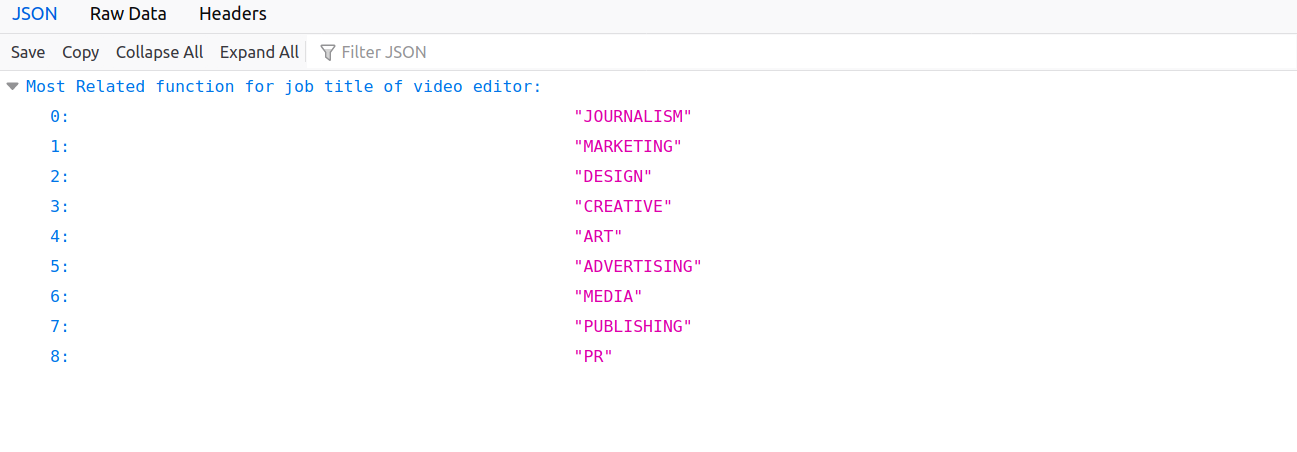 JSON Raw Data Headers
Save Copy Collapse All Expand All Filter JSON
Most Related function for job title of video editor:
0: "JOURNALISM"
1: "MARKETING"
2: "DESIGN"
3: "CREATIVE"
4: "ART"
5: "ADVERTISING"
6: "MEDIA"
7: "PUBLISHING"
8: "PR"